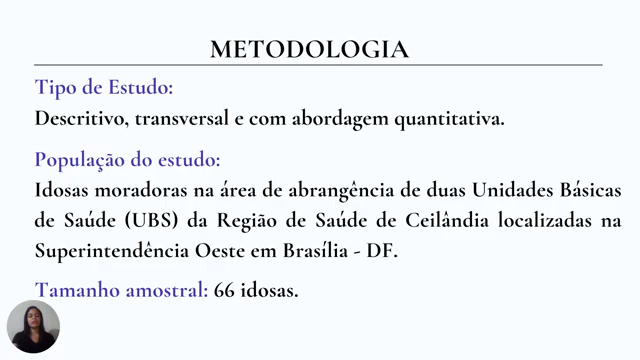 METODOLOGIA
Tipo de Estudo:
Descritivo, transversal e com abordagem quantitativa.
População do estudo:
Idosas moradoras na área de abrangência de duas Unidades Básicas
de Saúde (UBS) da Região de Saúde de Ceilândia localizadas na
Superintendência Oeste em Brasília - DF.
Tamanho amostral: 66 idosas.